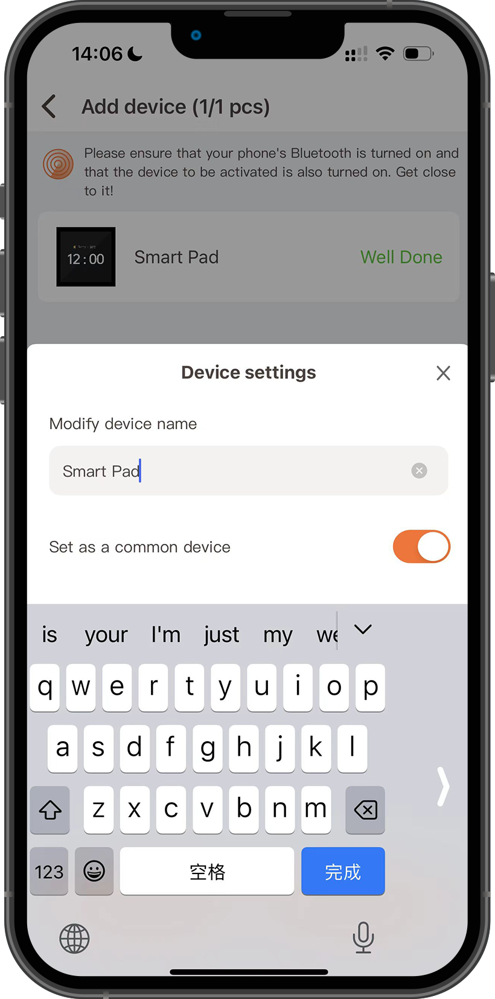 14:06
Add device (1/1 pcs)
Please ensure that your phone's Bluetooth is turned on and
that the device to be activated is also turned on. Get close
to it!
12:00
Smart Pad
Well Done
Device settings
Modify device name
Smart Pad
Set as a common device
is your I'm just my we
q w e r t y u i o p
a s d f g h j k l
z x c v b n m
123 空格 完成